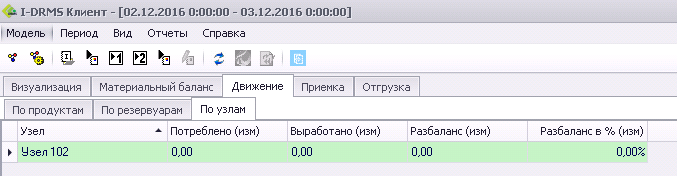 I-DRMS Клиент - [02.12.2016 0:00:00 - 03.12.2016 0:00:00]
Модель Период Вид Отчеты Справка
1 2
Визуализация Материальный баланс Движение Приемка Отгрузка
По продуктам По резервуарам По узлам
Узел Потреблено (изм) Выработано (изм) Разбаланс (изм) Разбаланс в % (изм)
Узел 102 0,00 0,00 0,00 0,00%